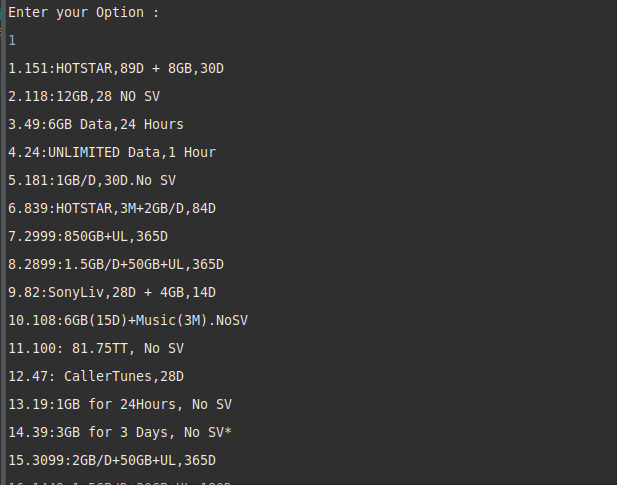 Enter your Option :
1
1.151:HOTSTAR,89D + 8GB,30D
2.118:12GB,28 NO SV
3.49:6GB Data,24 Hours
4.24:UNLIMITED Data,1 Hour
5.181:1GB/D,30D.No SV
6.839:HOTSTAR,3M+2GB/D,84D
7.2999:850GB+UL,365D
8.2899:1.5GB/D+50GB+UL,365D
9.82:SonyLiv,28D + 4GB,14D
10.108:6GB(15D)+Music(3M).NoSV
11.100: 81.75TT, No SV
12.47: CallerTunes,28D
13.19:1GB for 24Hours, No SV
14.39:3GB for 3 Days, No SV*
15.3099:2GB/D+50GB+UL,365D